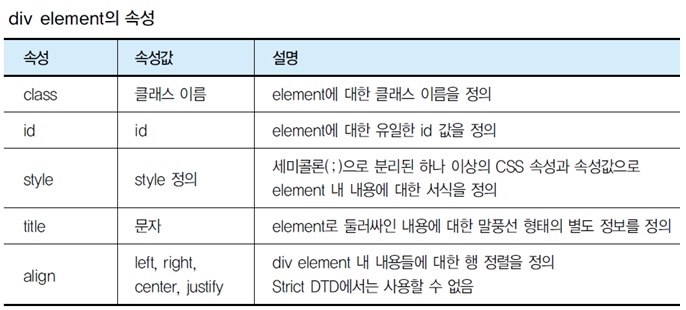 div element의 속성
속성 속성값 설명
class 클래스 이름 element에 대한 클래스 이름을 정의
id id element에 대한 유일한 id 값을 정의
style style 정의 세미콜론(;)으로 분리된 하나 이상의 CSS 속성과 속성값으로
element 내 내용에 대한 서식을 정의
title 문자 element로 둘러싸인 내용에 대한 말풍선 형태의 별도 정보를 정의
align left, right, div element 내 내용들에 대한 행 정렬을 정의
center, justify Strict DTD에서는 사용할 수 없음